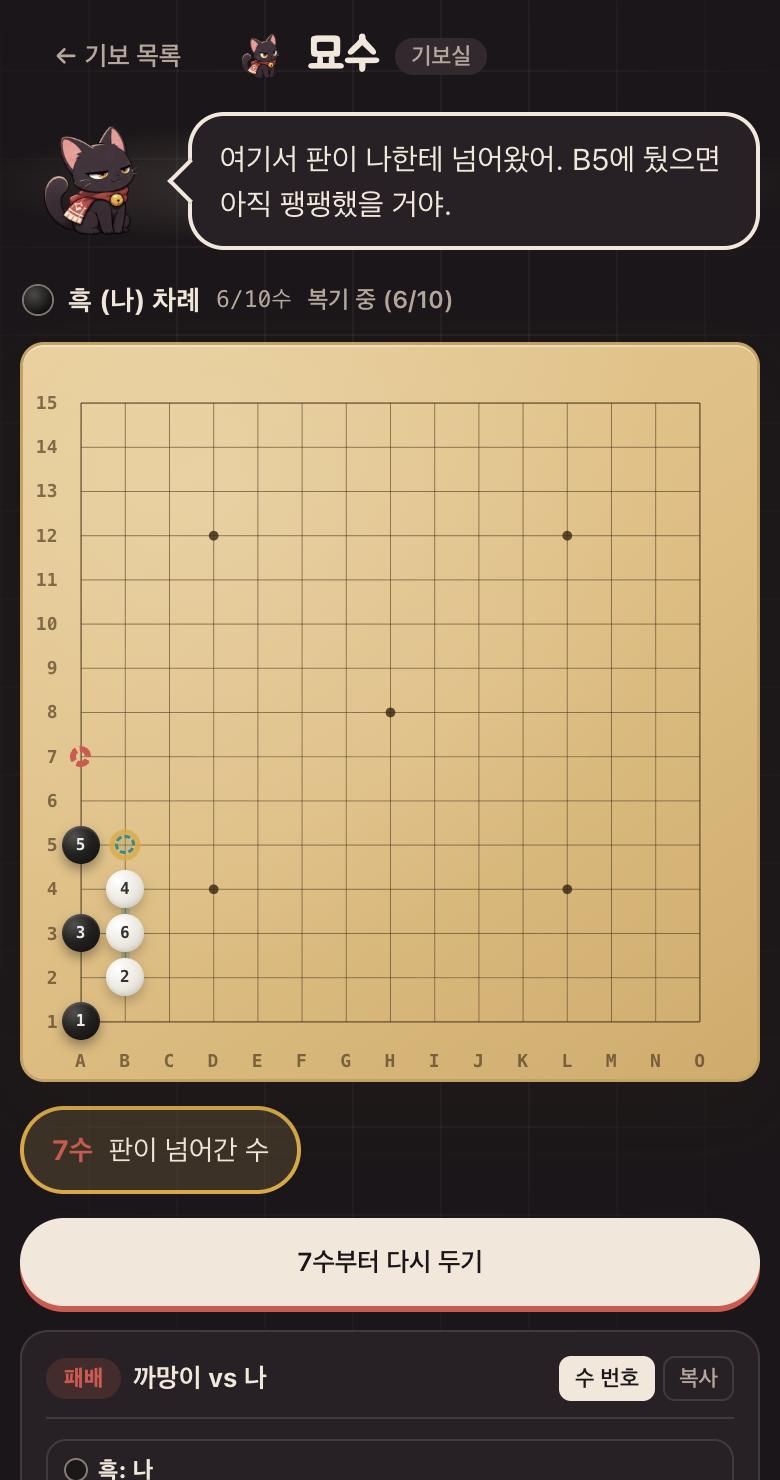 ← 기보 목록
묘수
기보실
여기서 판이 나한테 넘어왔어. B5에 뒀으면
아직 팽팽했을 거야.
흑 (나) 차례 6/10수 복기 중 (6/10)
15
14
13
12
11
10
9
8
7
6
5 5
4 4
3 3 6
2 2
1 1
A B C D E F G H I J K L M N O
7수 판이 넘어간 수
7수부터 다시 두기
패배 까망이 vs 나 수 번호 복사
흑: 나